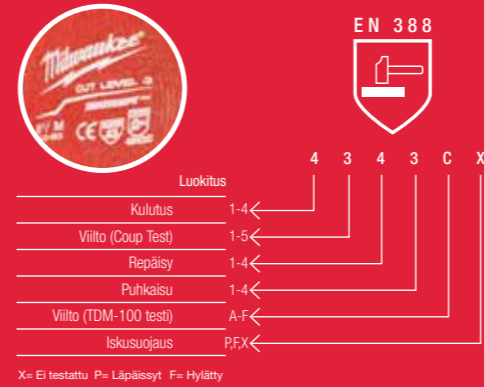 Milwaukee
CUT LEVEL 3
CE
EN 388
4 3 4 3 C X
Luokitus
Kulutus 1-4
Viilto (Coup Test) 1-5
Repäisy 1-4
Puhkaisu 1-4
Viilto (TDM-100 testi) A-F
Iskusuojaus P,F,X
X= Ei testattu P= Läpäissyt F= Hylätty